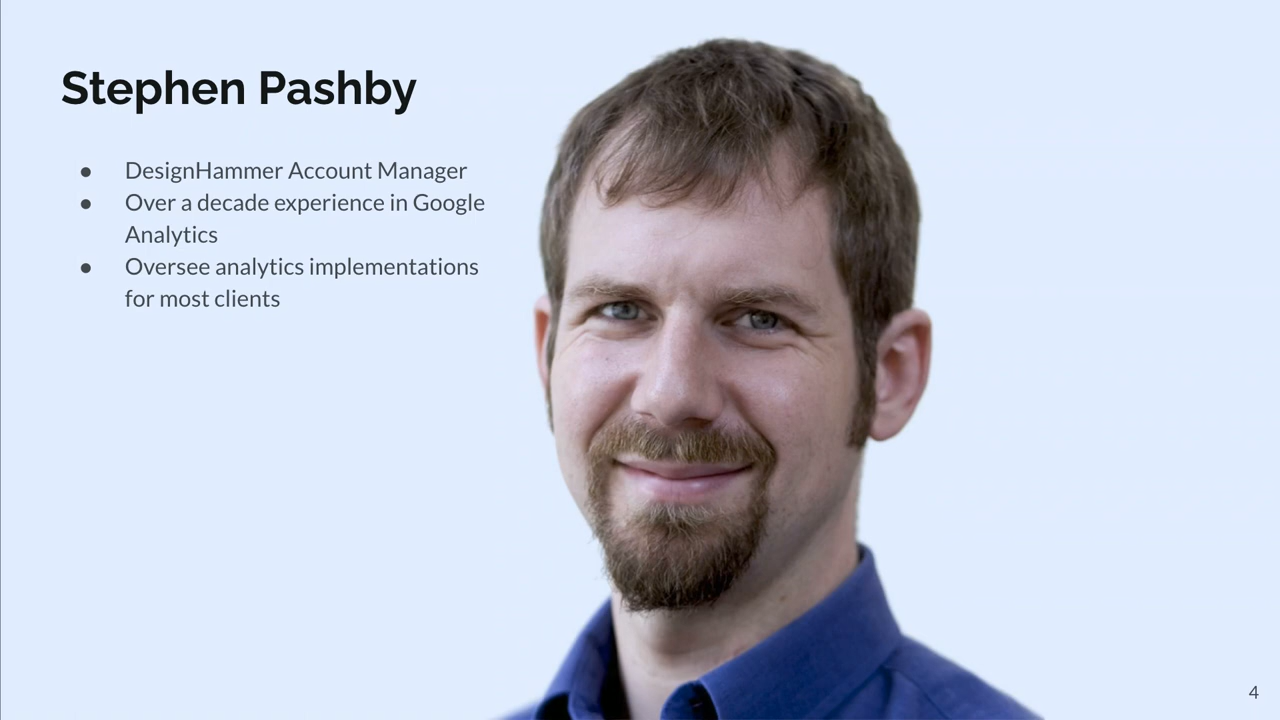 Stephen Pashby
● DesignHammer Account Manager
● Over a decade experience in Google
Analytics
● Oversee analytics implementations
for most clients
4